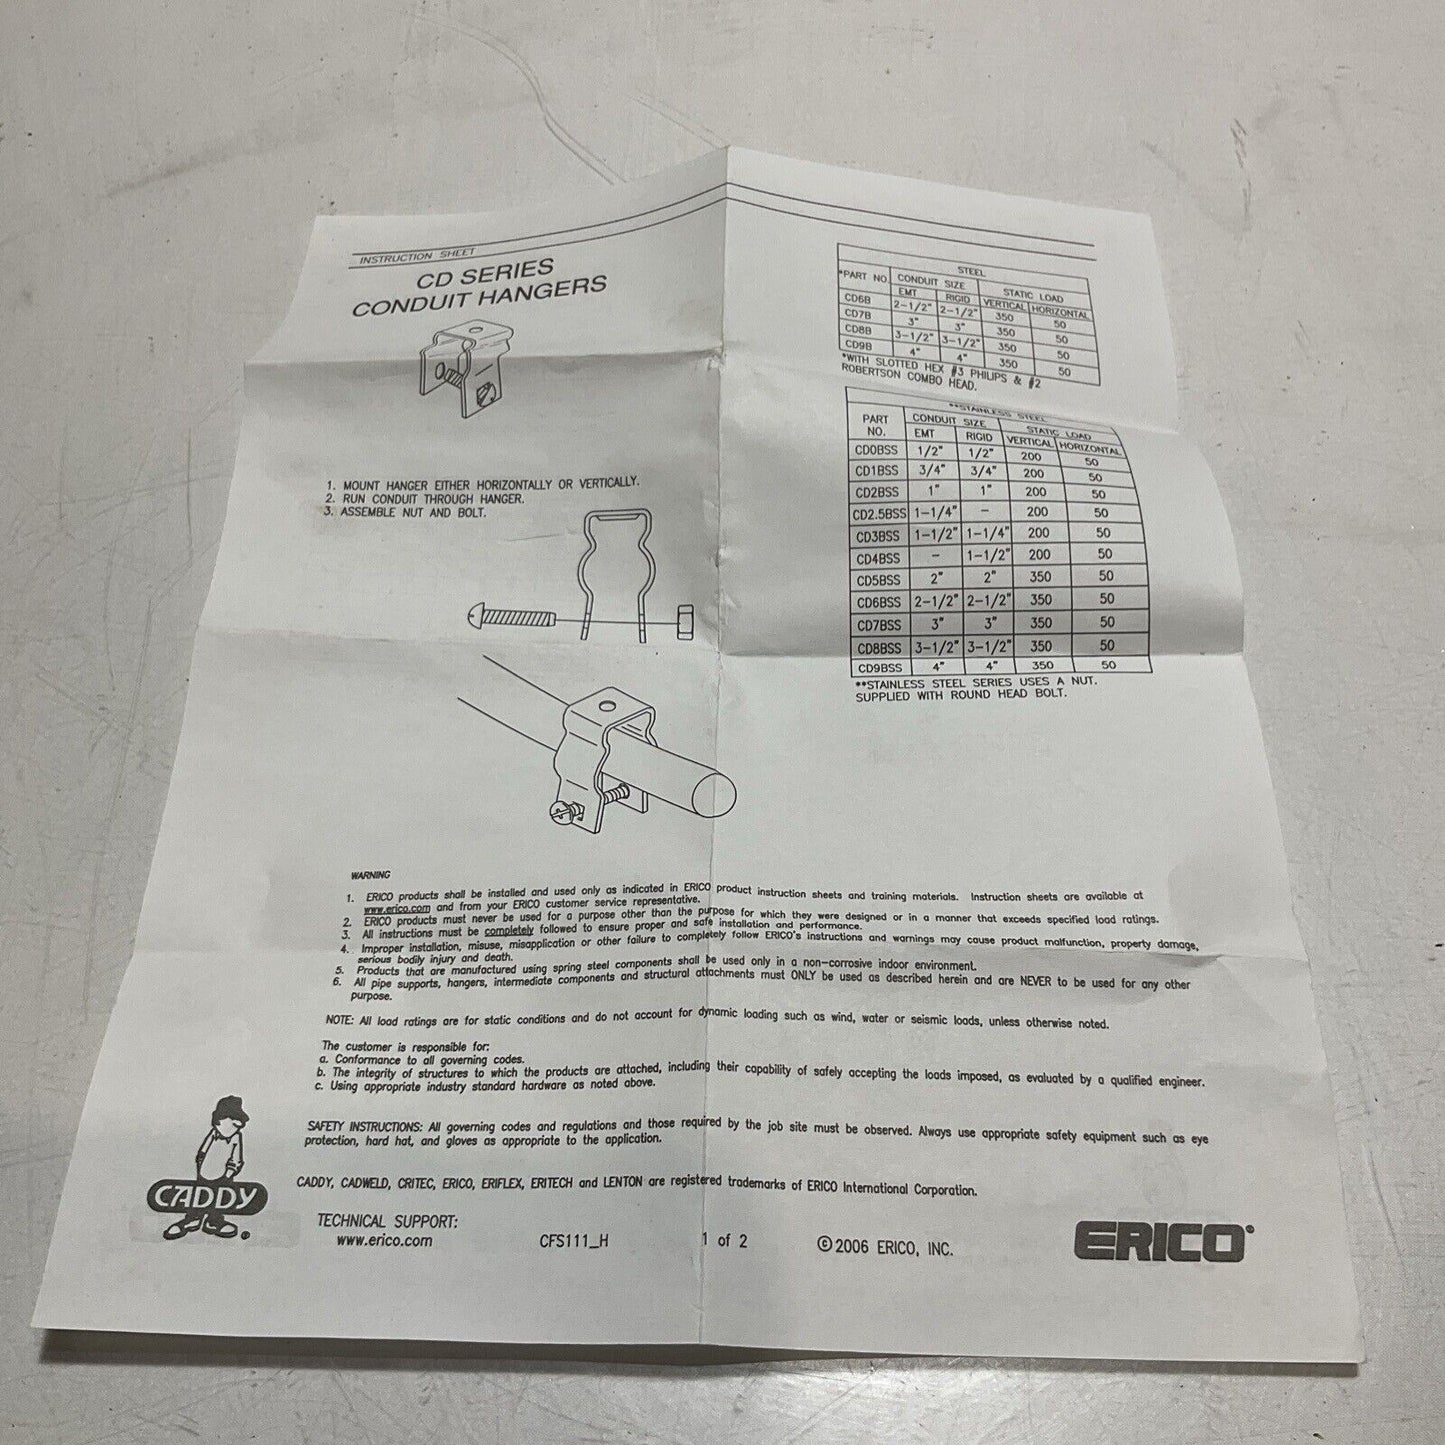 INSTRUCTION SHEET
CD SERIES
CONDUIT HANGERS
1. MOUNT HANGER EITHER HORIZONTALLY OR VERTICALLY.
2. RUN CONDUIT THROUGH HANGER.
3. ASSEMBLE NUT AND BOLT.
STEEL
*PART NO. CONDUIT SIZE STATIC LOAD
EMT RIGID VERTICAL HORIZONTAL
CD6B 2-1/2" 2-1/2" 350 50
CD7B 3" 3" 350 50
CD8B 3-1/2" 3-1/2" 350 50
CD9B 4" 4" 350 50
*WITH SLOTTED HEX #3 PHILIPS & #2
ROBERTSON COMBO HEAD.
**STAINLESS STEEL
PART NO. CONDUIT SIZE STATIC LOAD
EMT RIGID VERTICAL HORIZONTAL
CD0BSS 1/2" 1/2" 200 50
CD1BSS 3/4" 3/4" 200 50
CD2BSS 1" 1" 200 50
CD2.5BSS 1-1/4" - 200 50
CD3BSS 1-1/2" 1-1/4" 200 50
CD4BSS - 1-1/2" 200 50
CD5BSS 2" 2" 350 50
CD6BSS 2-1/2" 2-1/2" 350 50
CD7BSS 3" 3" 350 50
CD8BSS 3-1/2" 3-1/2" 350 50
CD9BSS 4" 4" 350 50
**STAINLESS STEEL SERIES USES A NUT.
SUPPLIED WITH ROUND HEAD BOLT.
WARNING
1. ERICO products shall be installed and used only as indicated in ERICO product instruction sheets and training materials. Instruction sheets are available at
www.erico.com and from your ERICO customer service representative.
2. ERICO products must never be used for a purpose other than the purpose for which they were designed or in a manner that exceeds specified load ratings.
3. All instructions must be completely followed to ensure proper and safe installation and performance.
4. Improper installation, misuse, misapplication or other failure to completely follow ERICO's instructions and warnings may cause product malfunction, property damage,
serious bodily injury and death.
5. Products that are manufactured using spring steel components shall be used only in a non-corrosive indoor environment.
6. All pipe supports, hangers, intermediate components and structural attachments must ONLY be used as described herein and are NEVER to be used for any other
purpose.
NOTE: All load ratings are for static conditions and do not account for dynamic loading such as wind, water or seismic loads, unless otherwise noted.
The customer is responsible for:
a. Conformance to all governing codes.
b. The integrity of structures to which the products are attached, including their capability of safely accepting the loads imposed, as evaluated by a qualified engineer.
c. Using appropriate industry standard hardware as noted above.
SAFETY INSTRUCTIONS: All governing codes and regulations and those required by the job site must be observed. Always use appropriate safety equipment such as eye
protection, hard hat, and gloves as appropriate to the application.
CADDY, CADWELD, CRITEC, ERICO, ERIFLEX, ERITECH and LENTON are registered trademarks of ERICO International Corporation.
CADDY®
TECHNICAL SUPPORT:
www.erico.com
CFS111_H
1 of 2
©2006 ERICO, INC.
ERICO®